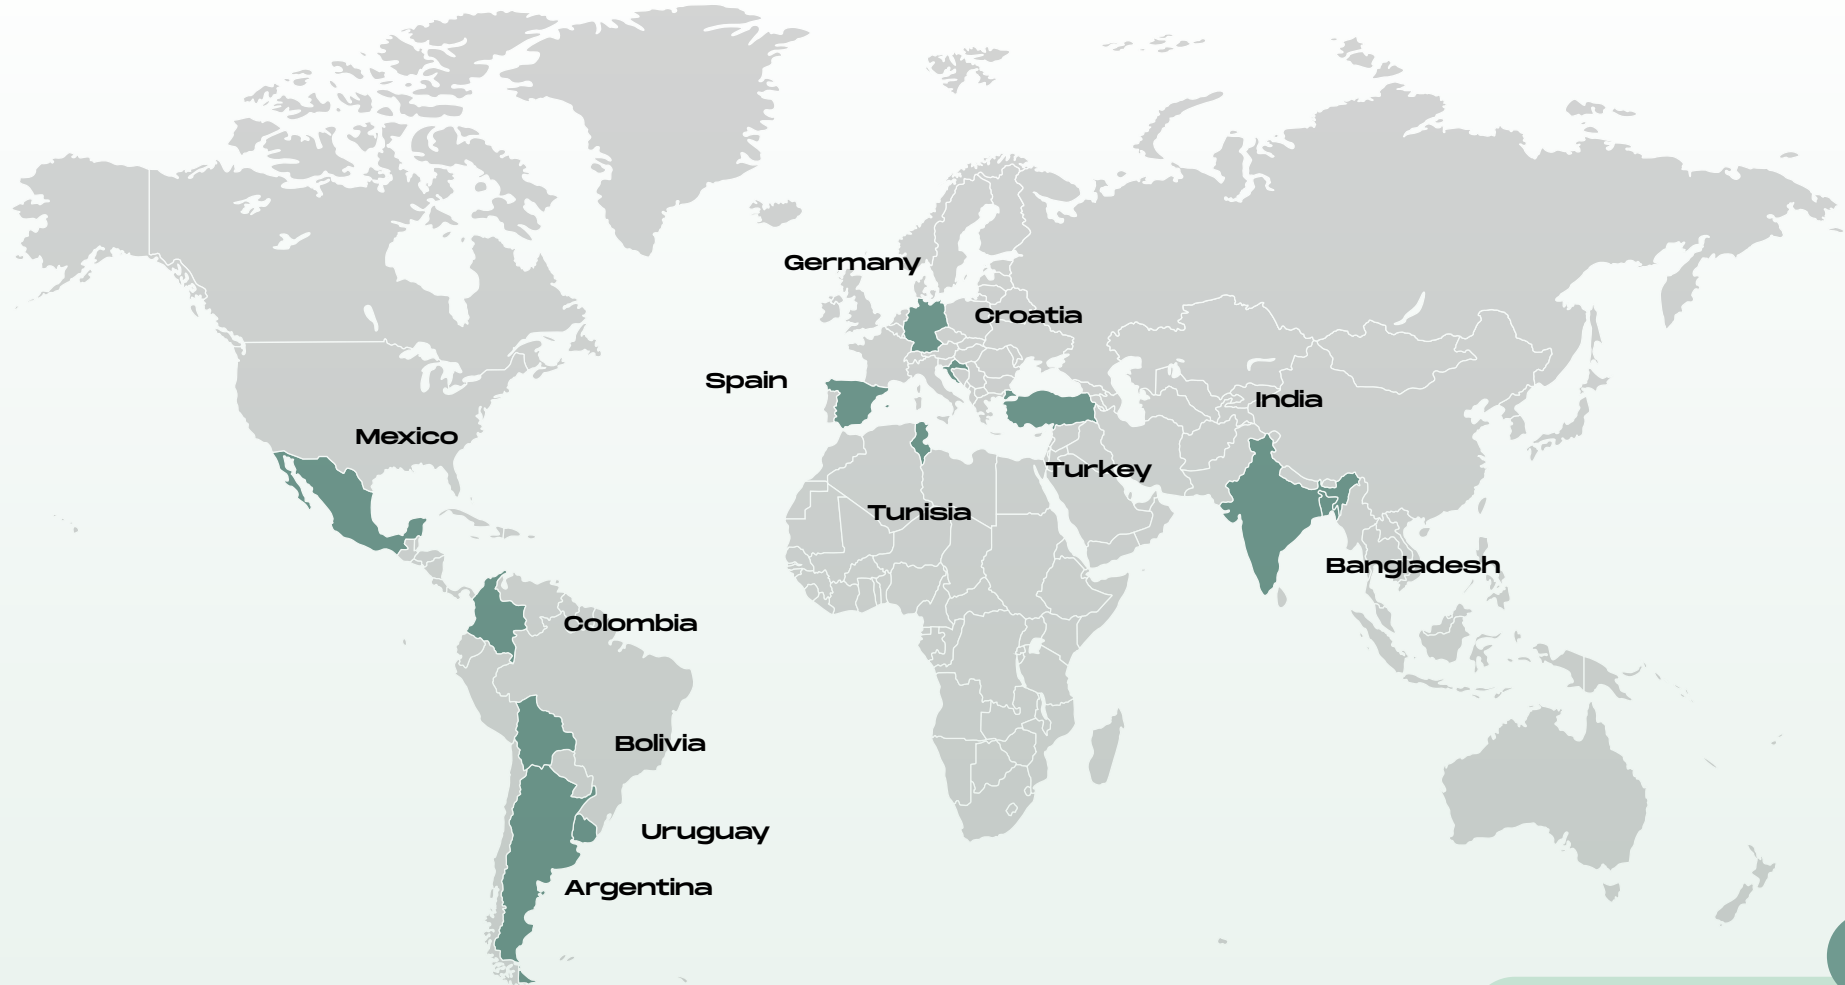 Germany
Croatia
Spain
India
Mexico
Turkey
Tunisia
Bangladesh
Colombia
Bolivia
Uruguay
Argentina